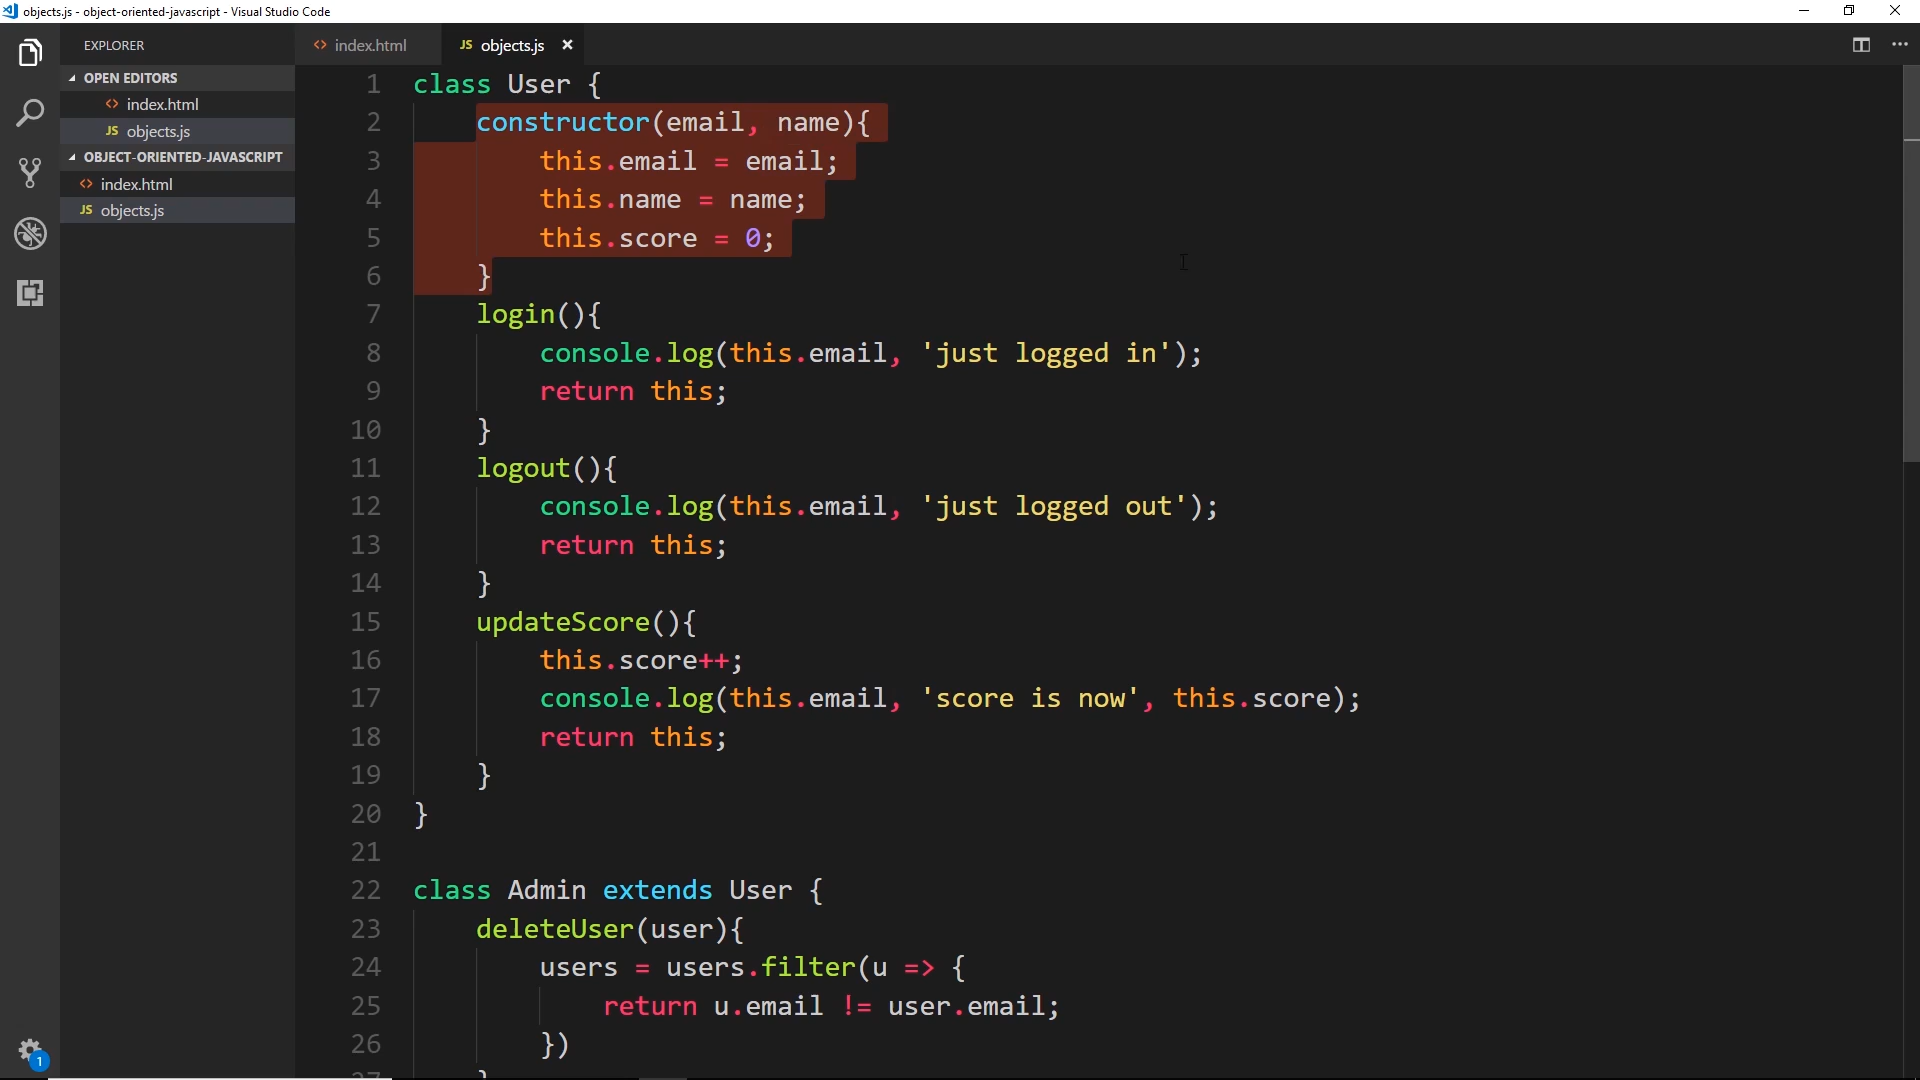 objects.js - object-oriented-javascript - Visual Studio Code
EXPLORER
OPEN EDITORS
index.html
JS objects.js
OBJECT-ORIENTED-JAVASCRIPT
index.html
JS objects.js
1
index.html
JS objects.js
1 class User {
2 constructor(email, name){
3 this.email = email;
4 this.name = name;
5 this.score = 0;
6 }
7 login(){
8 console.log(this.email, 'just logged in');
9 return this;
10 }
11 logout(){
12 console.log(this.email, 'just logged out');
13 return this;
14 }
15 updateScore(){
16 this.score++;
17 console.log(this.email, 'score is now', this.score);
18 return this;
19 }
20 }
21
22 class Admin extends User {
23 deleteUser(user){
24 users = users.filter(u => {
25 return u.email != user.email;
26 })